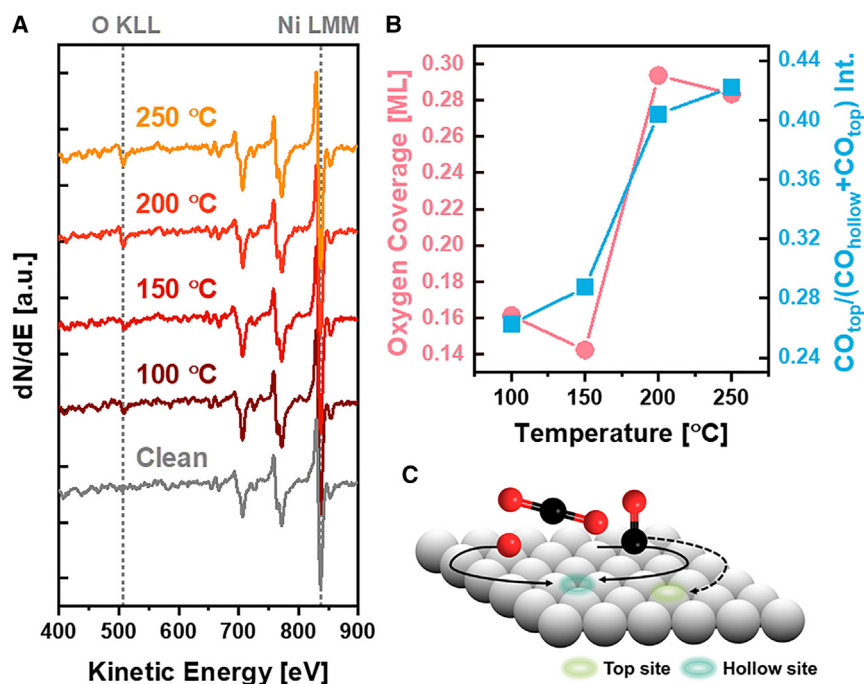 A
O KLL
Ni LMM
250 °C
200 °C
150 °C
100 °C
Clean
dN/dE [a.u.]
400 500 600 700 800 900
Kinetic Energy [eV]
B
Oxygen Coverage [ML]
0.30
0.28
0.26
0.24
0.22
0.20
0.18
0.16
0.14
0.44
0.40
0.36
0.32
0.28
0.24
COtop/(COhollow+COtop) Int.
100 150 200 250
Temperature [°C]
C
Top site
Hollow site